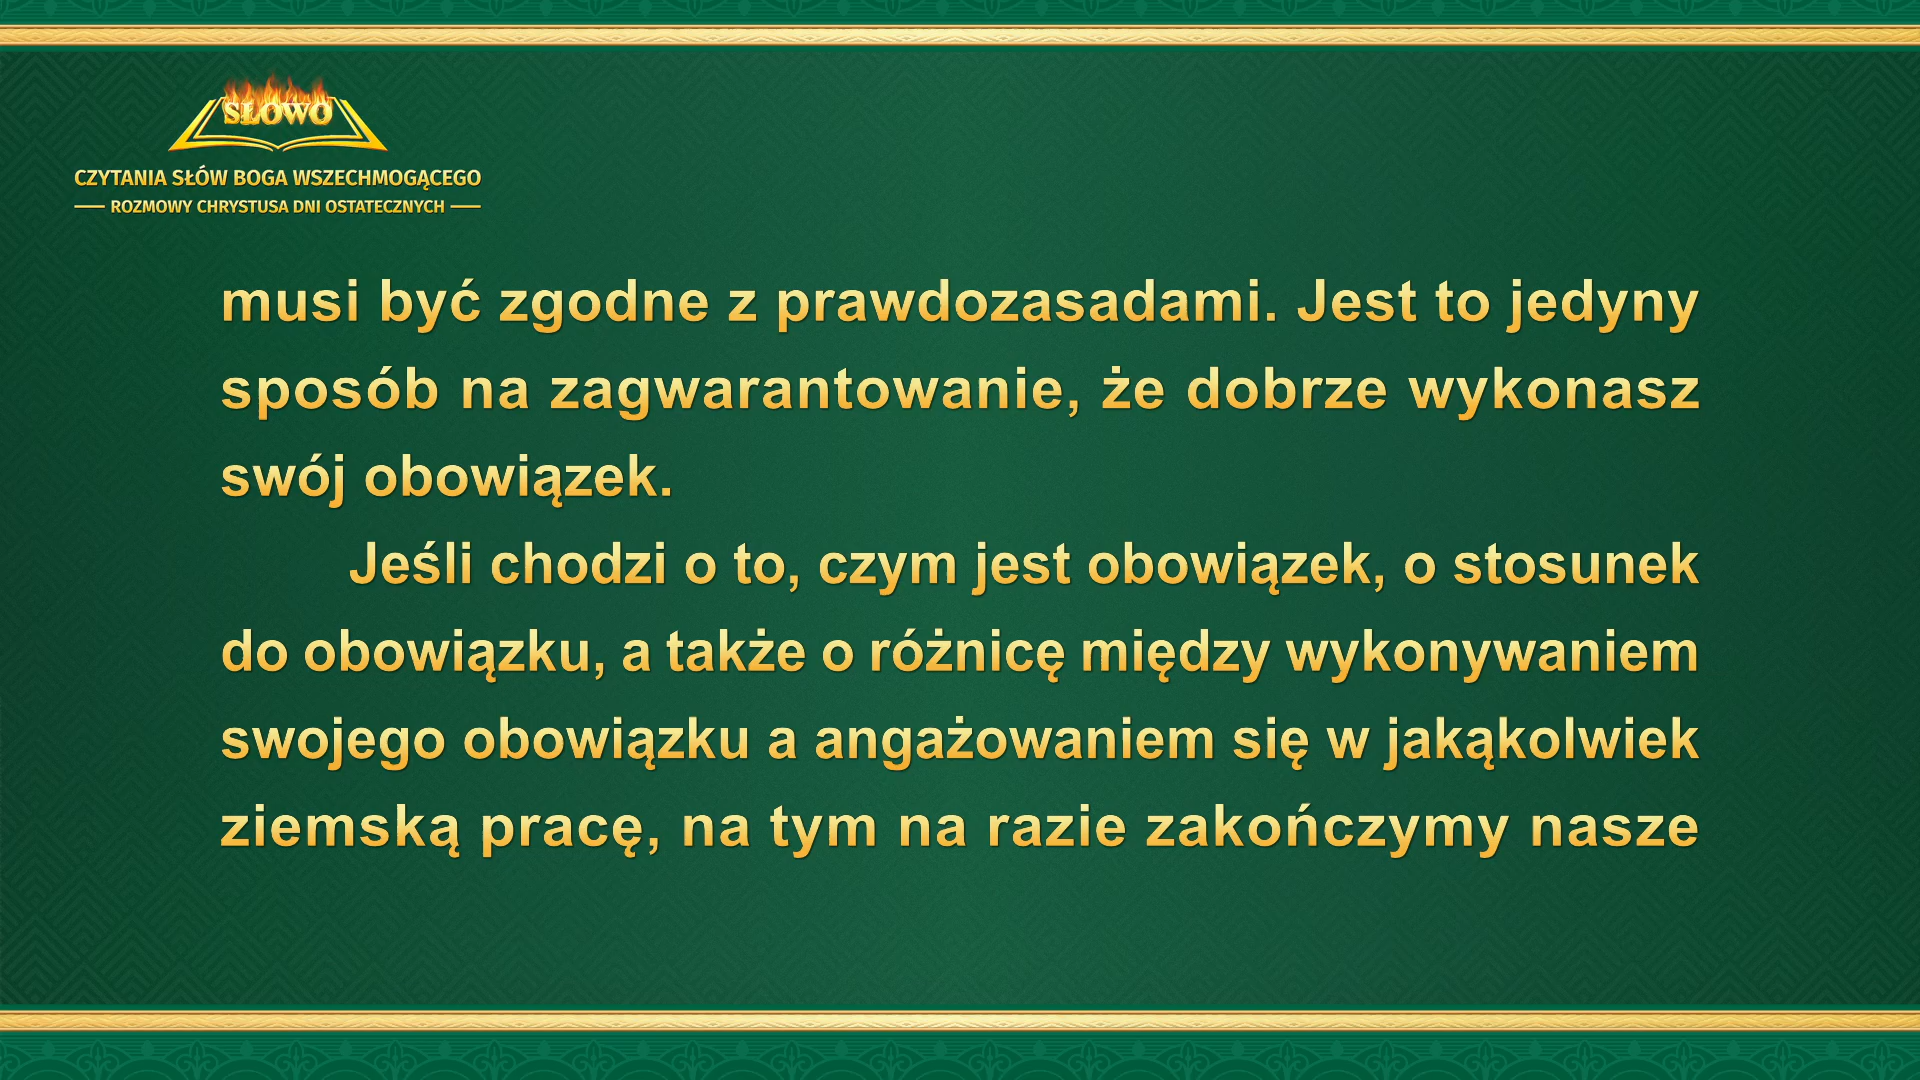 SŁOWO
CZYTANIA SŁÓW BOGA WSZECHMOGĄCEGO
ROZMOWY CHRYSTUSA DNI OSTATECZNYCH
musi być zgodne z prawdozasadami. Jest to jedyny
sposób na zagwarantowanie, że dobrze wykonasz
swój obowiązek.
Jeśli chodzi o to, czym jest obowiązek, o stosunek
do obowiązku, a także o różnicę między wykonywaniem
swojego obowiązku a angażowaniem się w jakąkolwiek
ziemską pracę, na tym na razie zakończymy nasze